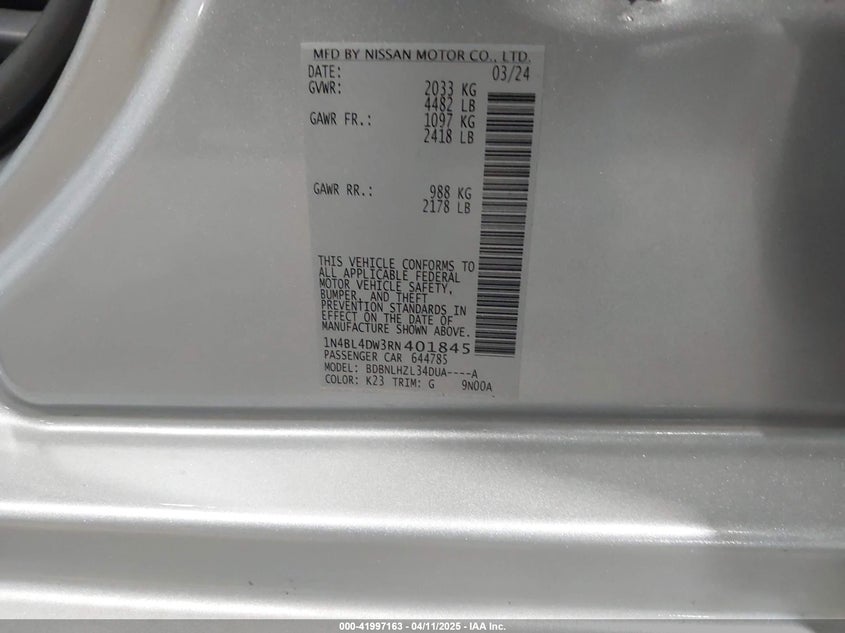 MFD BY NISSAN MOTOR CO., LTD.
DATE: 03/24
GVWR: 2033 KG
4482 LB
GAWR FR.: 1097 KG
2418 LB
GAWR RR.: 988 KG
2178 LB
THIS VEHICLE CONFORMS TO
ALL APPLICABLE FEDERAL
MOTOR VEHICLE SAFETY,
BUMPER, AND THEFT
PREVENTION STANDARDS IN
EFFECT ON THE DATE OF
MANUFACTURE SHOWN ABOVE.
1N4BL4DW3RN401845
PASSENGER CAR 644785
MODEL: BDBNLHZL34DUA----A
COLOR: K23 TRIM: G 9N00A
000-41997163 - 04/11/2025 - IAA Inc.